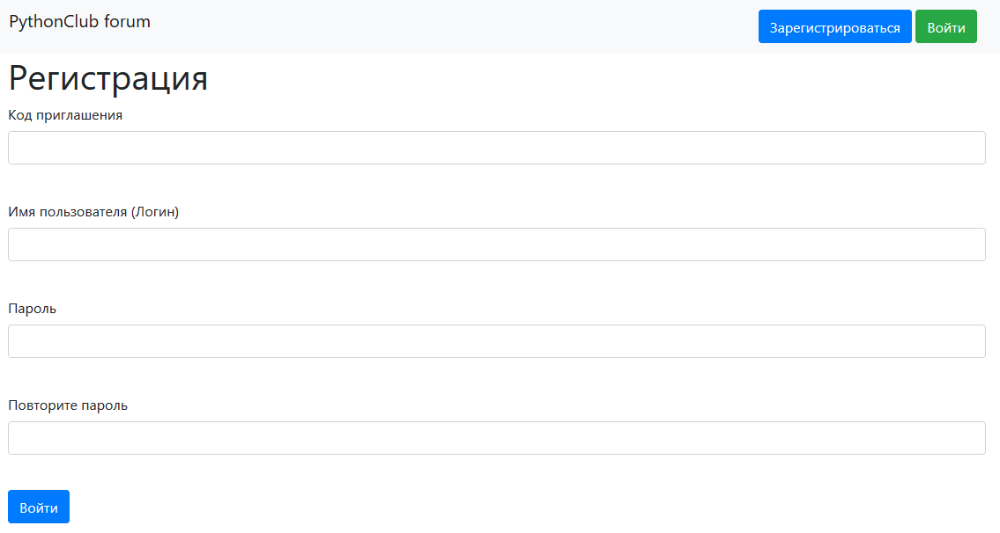 PythonClub forum
Зарегистрироваться
Войти
Регистрация
Код приглашения
Имя пользователя (Логин)
Пароль
Повторите пароль
Войти